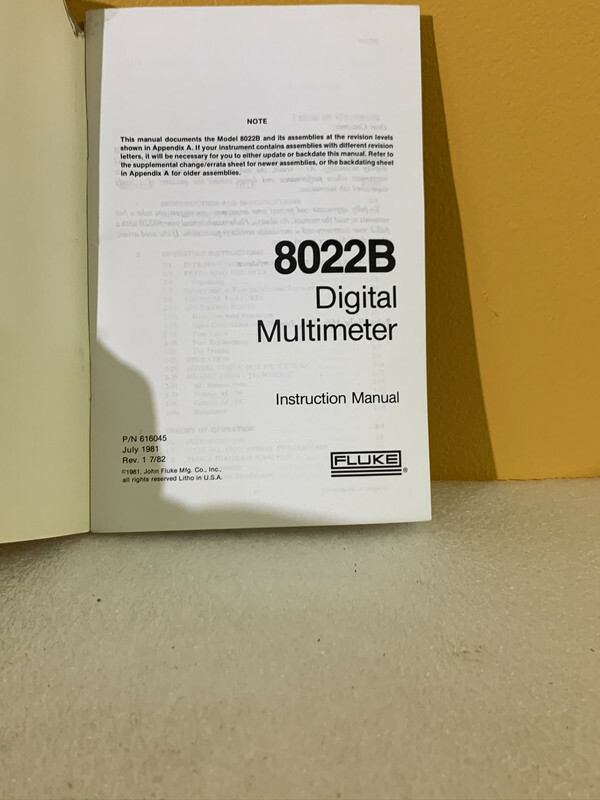 NOTE
This manual documents the Model 8022B and its assemblies at the revision levels
shown in Appendix A. If your instrument contains assemblies with different revision
letters, it will be necessary for you to either update or backdate this manual. Refer to
the supplemental change/errata sheet for newer assemblies, or the backdating sheet
in Appendix A for older assemblies.
8022B
Digital
Multimeter
Instruction Manual
P/N 616045
July 1981
Rev. 1 7/82
©1981, John Fluke Mfg. Co., Inc.,
all rights reserved Litho in U.S.A.
FLUKE
®